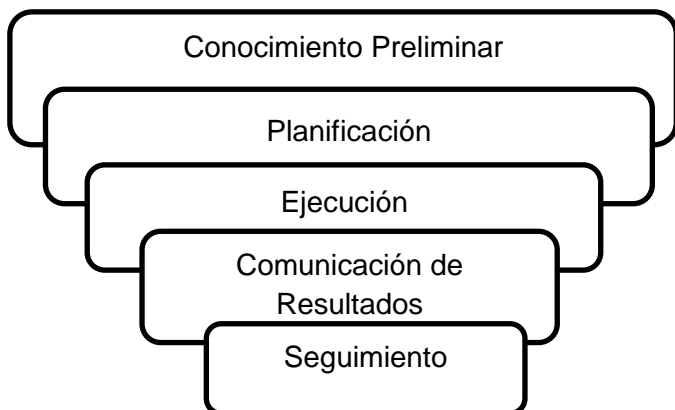 Conocimiento Preliminar
Planificación
Ejecución
Comunicación de
Resultados
Seguimiento